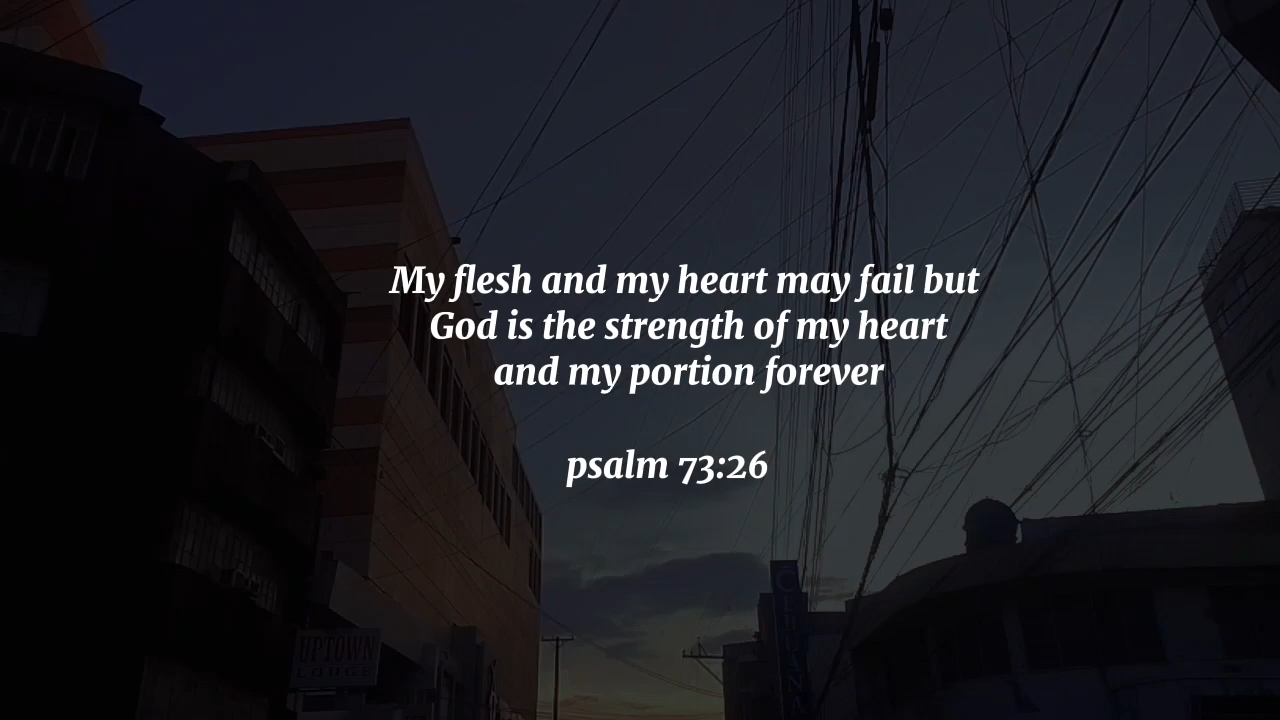 My flesh and my heart may fail but
God is the strength of my heart
and my portion forever
psalm 73:26
UPTOWN
LODGE